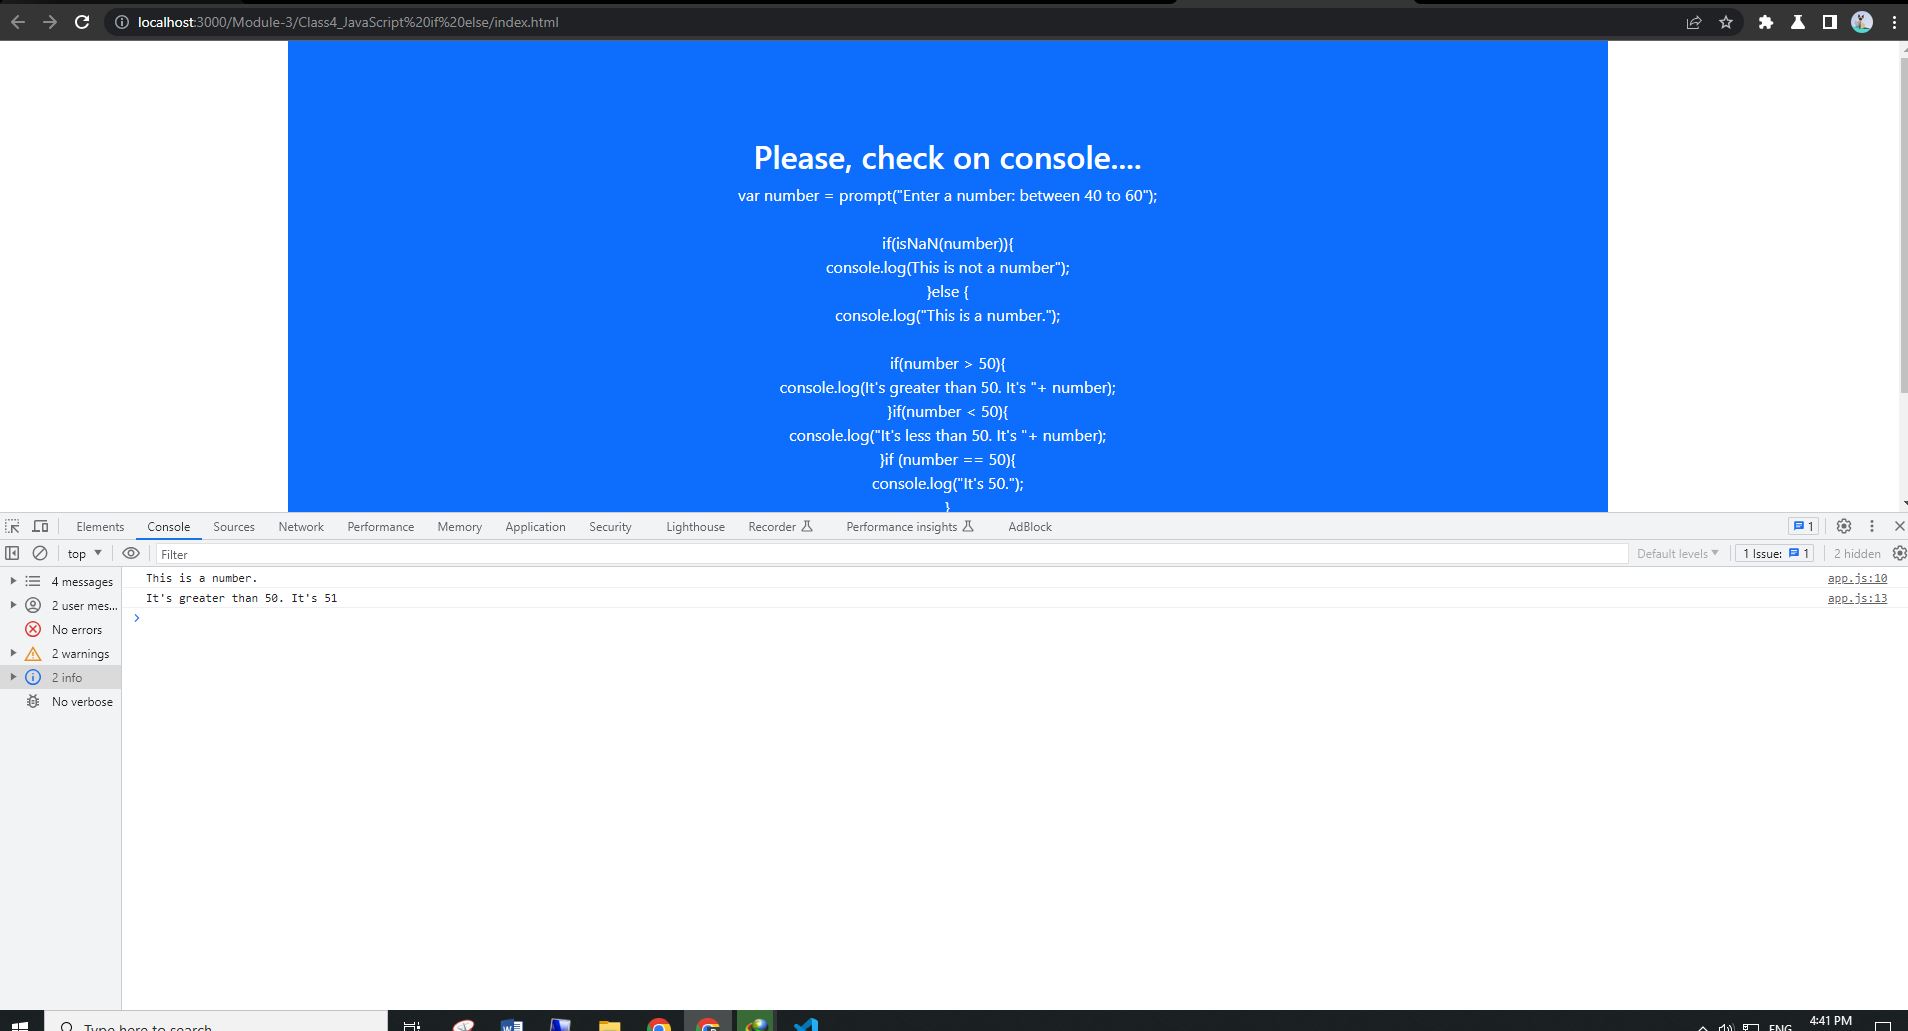 localhost:3000/Module-3/Class4_JavaScript%20if%20else/index.html
Please, check on console....
var number = prompt("Enter a number: between 40 to 60");
if(isNaN(number)){
console.log(This is not a number");
}else {
console.log("This is a number.");
if(number > 50){
console.log(It's greater than 50. It's "+ number);
}if(number < 50){
console.log("It's less than 50. It's "+ number);
}if (number == 50){
console.log("It's 50.");
}
Elements Console Sources Network Performance Memory Application Security Lighthouse Recorder Performance insights AdBlock 1
top Filter Default levels 1 Issue: 1 2 hidden
4 messages
2 user mes...
No errors
2 warnings
2 info
No verbose
This is a number. app.js:10
It's greater than 50. It's 51 app.js:13
Type here to search
ENG 4:41 PM